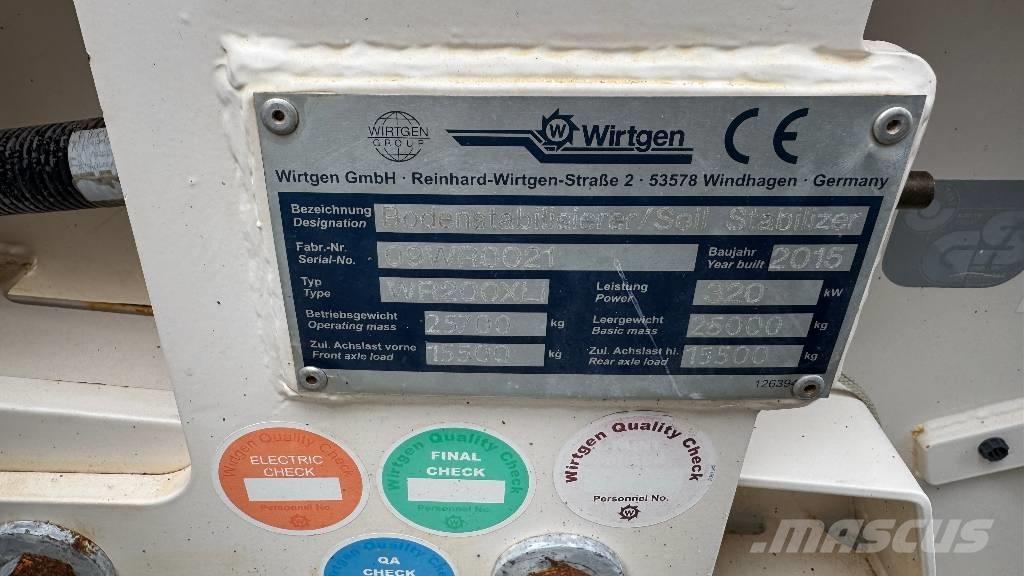 WIRTGEN
GROUP
W Wirtgen
CE
Wirtgen GmbH · Reinhard-Wirtgen-Straße 2 · 53578 Windhagen · Germany
Bezeichnung
Designation
Bodenstabilisierer/Soil Stabilizer
Fabr.-Nr.
Serial-No.
09WR0021
Baujahr
Year built
2015
Typ
Type
WR200XLi
Leistung
Power
320 kW
Betriebsgewicht
Operating mass
25700 kg
Leergewicht
Basic mass
25000 kg
Zul. Achslast vorne
Front axle load
15500 kg
Zul. Achslast hi.
Rear axle load
15500 kg
Wirtgen Quality Check
ELECTRIC
CHECK
Personnel No.
Wirtgen Quality Check
FINAL
CHECK
Personnel No.
W
Wirtgen Quality Check
Personnel No.
W
QA
CHECK
MASCUS